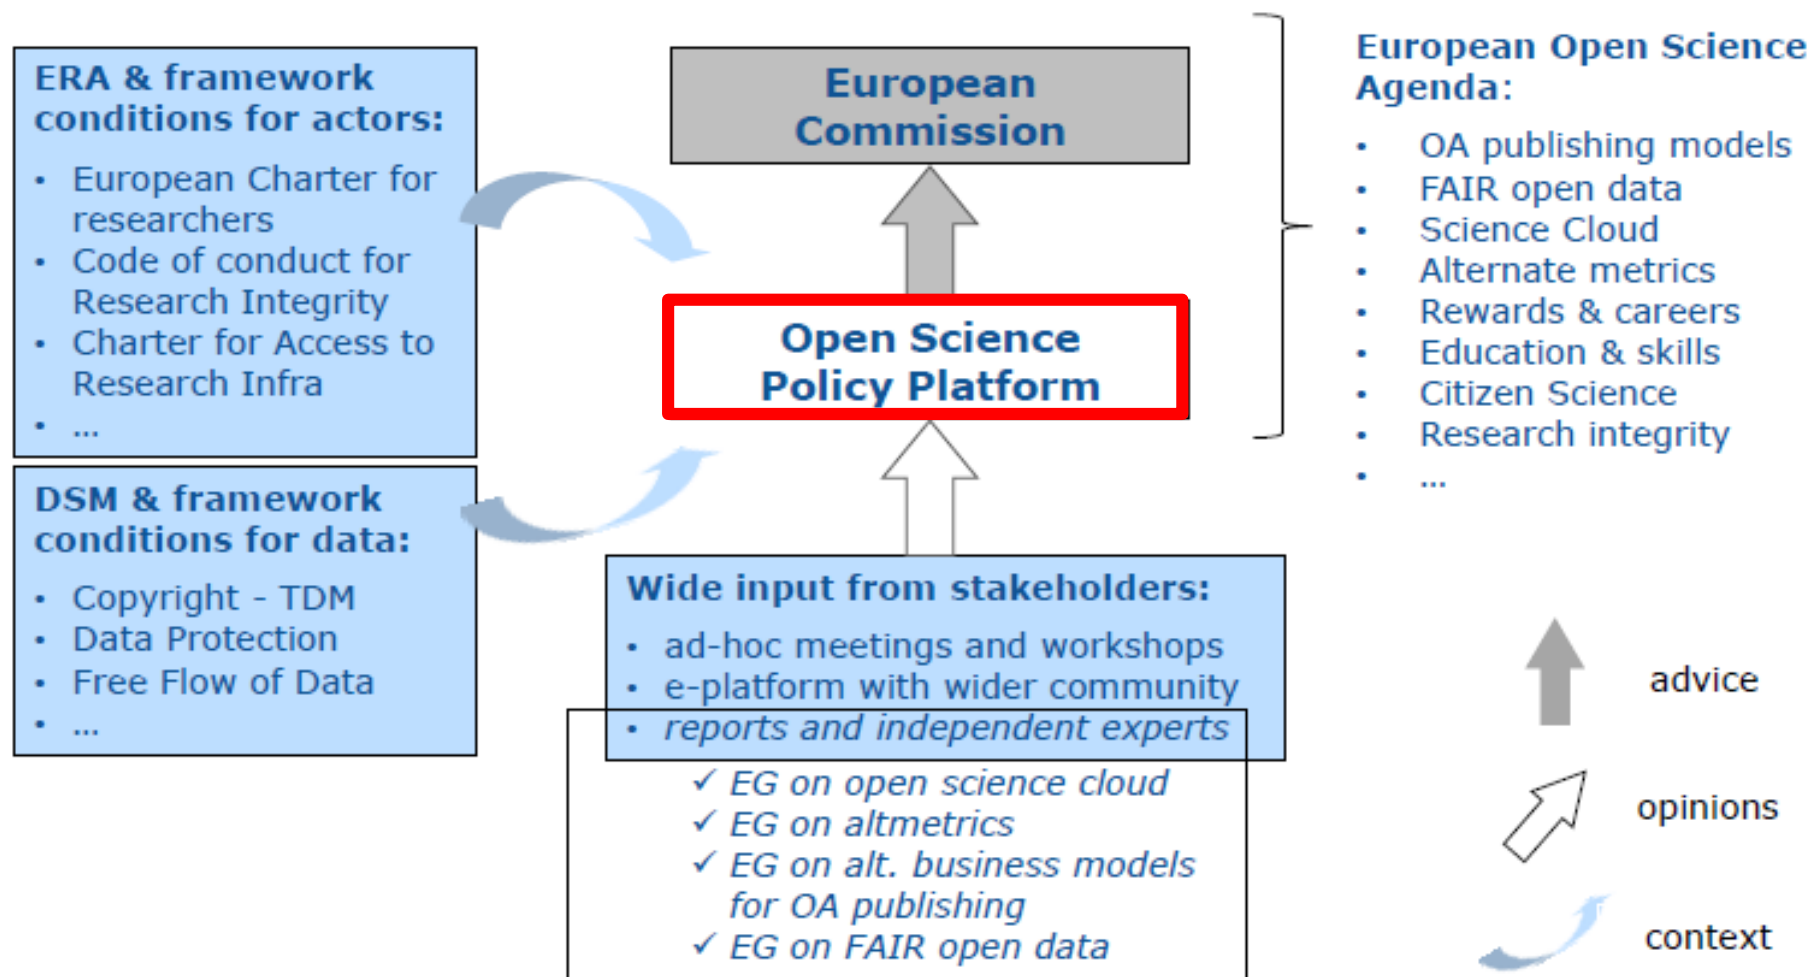 ERA & framework
conditions for actors:
• European Charter for
researchers
• Code of conduct for
Research Integrity
• Charter for Access to
Research Infra
• ...
DSM & framework
conditions for data:
• Copyright - TDM
• Data Protection
• Free Flow of Data
• ...
European
Commission
Open Science
Policy Platform
Wide input from stakeholders:
• ad-hoc meetings and workshops
• e-platform with wider community
• reports and independent experts
✓ EG on open science cloud
✓ EG on altmetrics
✓ EG on alt. business models
for OA publishing
✓ EG on FAIR open data
European Open Science
Agenda:
• OA publishing models
• FAIR open data
• Science Cloud
• Alternate metrics
• Rewards & careers
• Education & skills
• Citizen Science
• Research integrity
• ...
advice
opinions
context